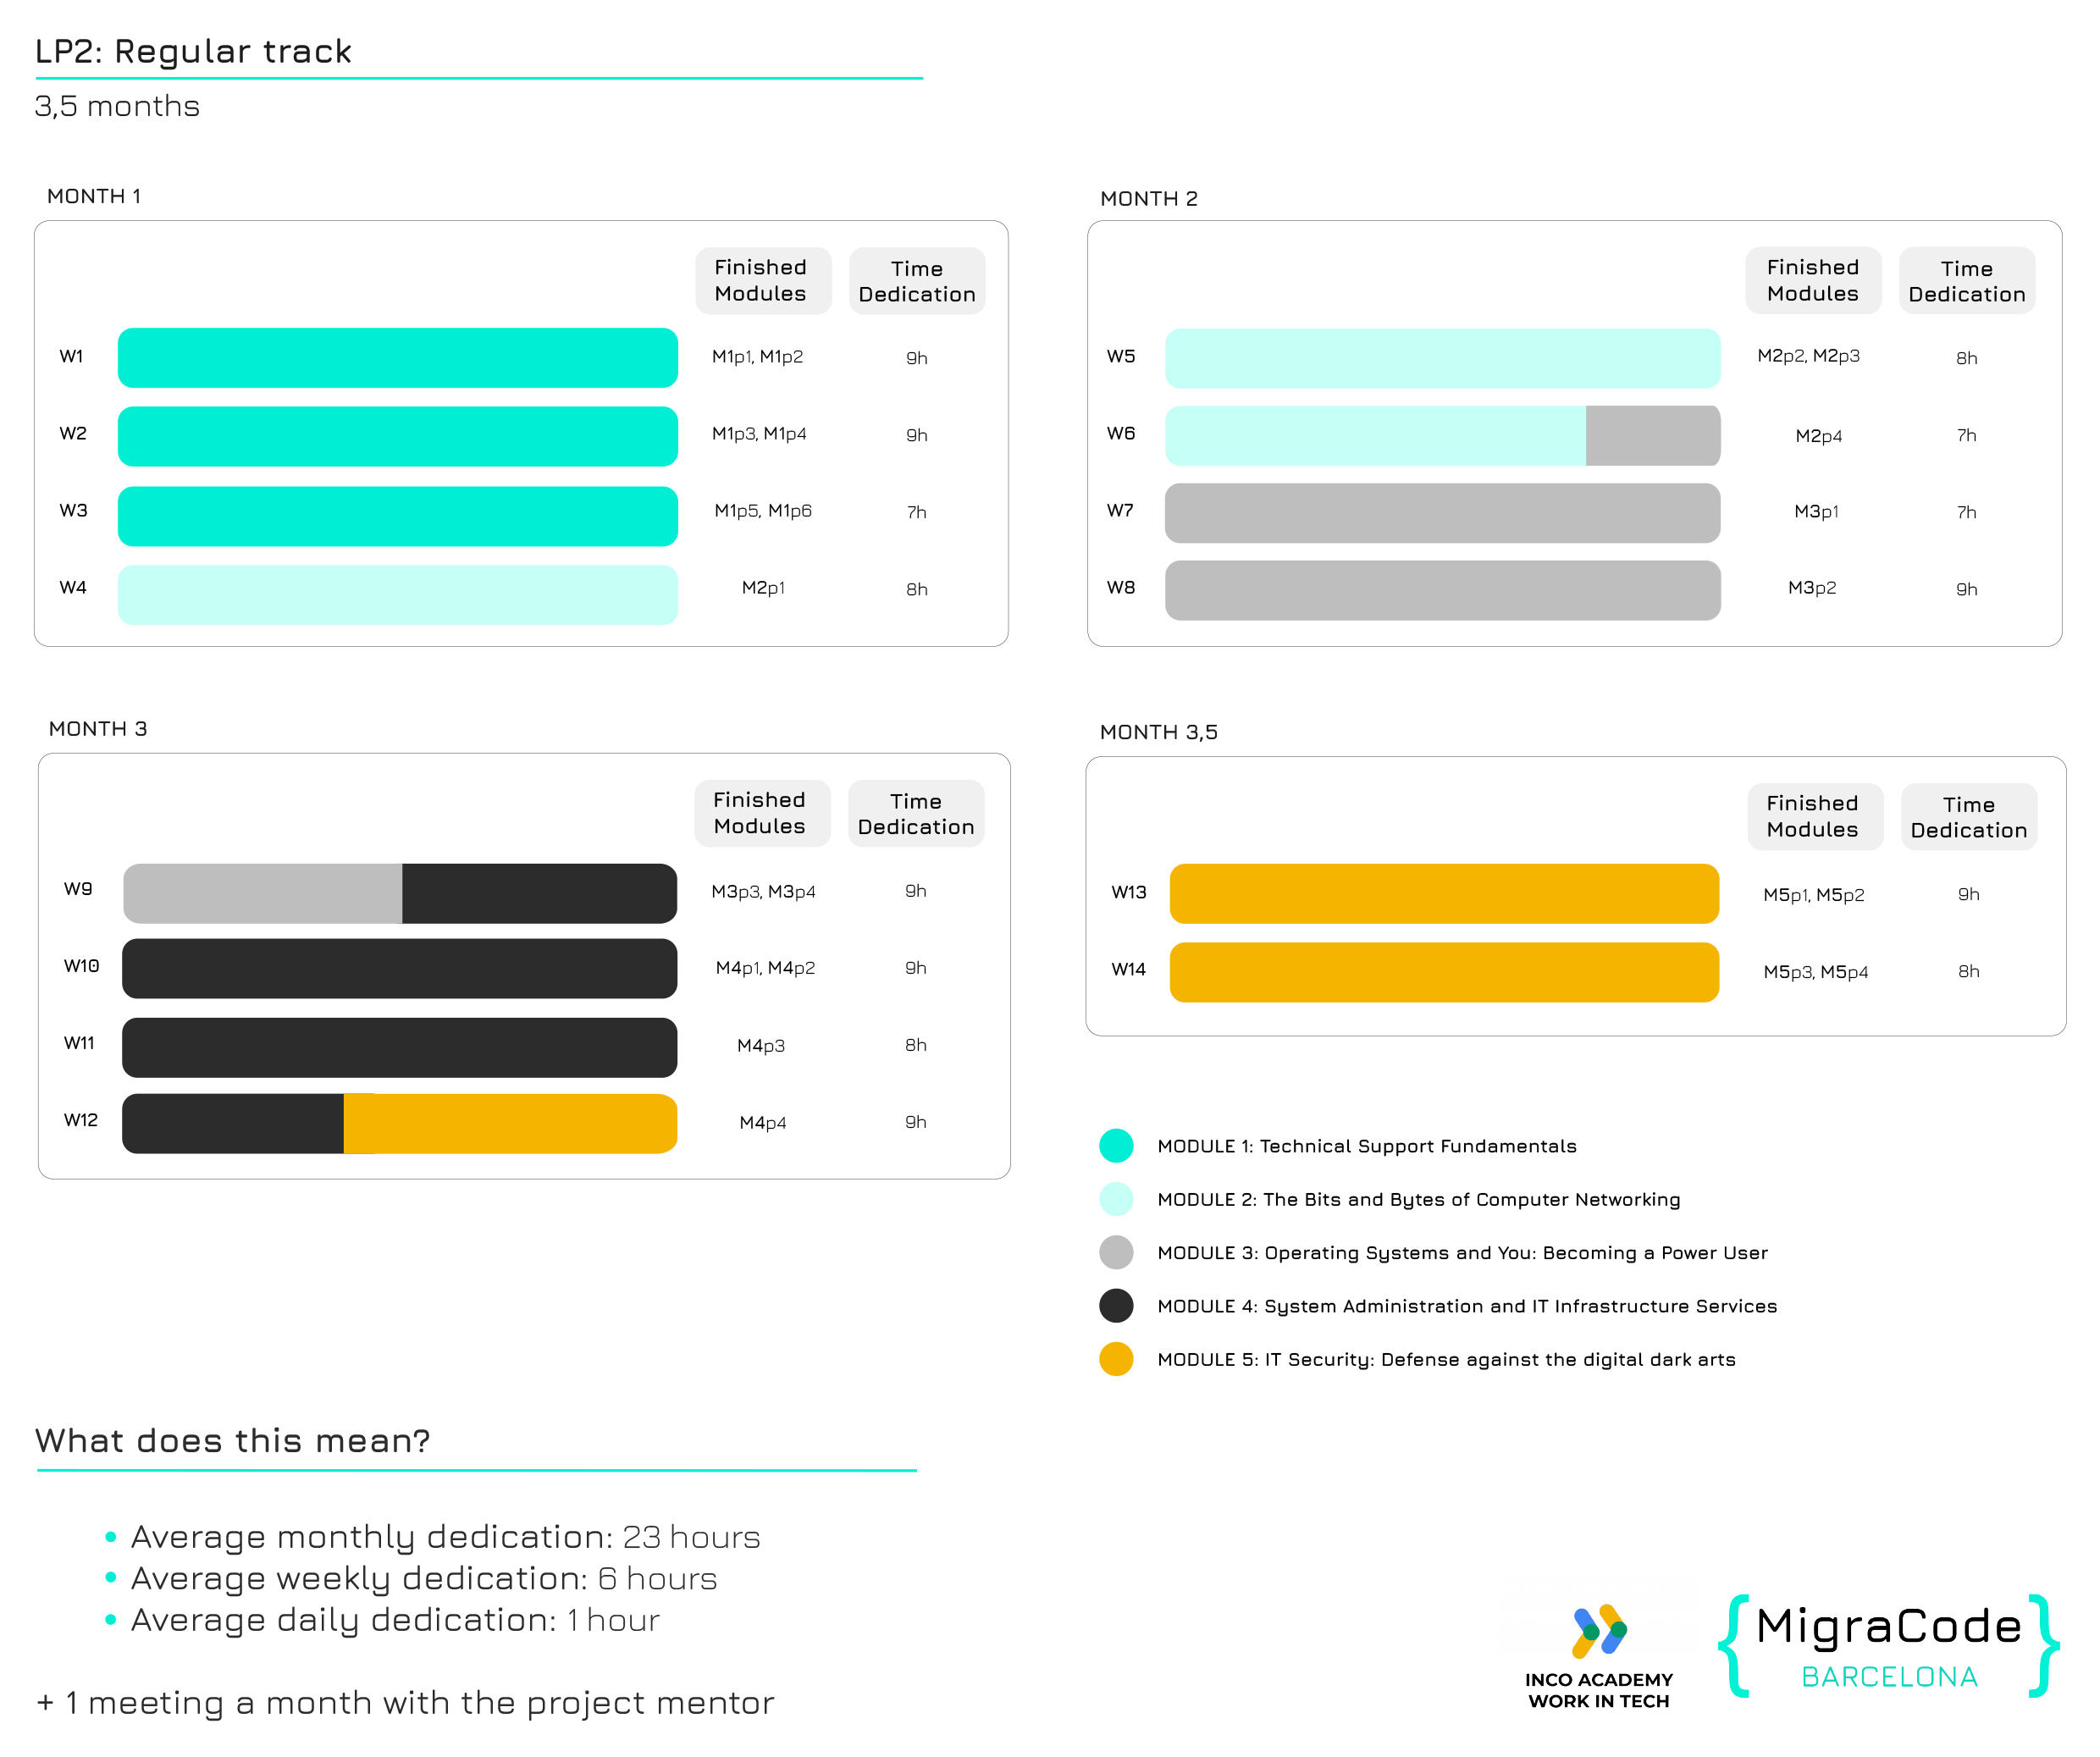 LP2: Regular track
3,5 months
MONTH 1
Finished
Modules
Time
Dedication
W1 M1p1, M1p2 9h
W2 M1p3, M1p4 9h
W3 M1p5, M1p6 7h
W4 M2p1 8h
MONTH 2
Finished
Modules
Time
Dedication
W5 M2p2, M2p3 8h
W6 M2p4 7h
W7 M3p1 7h
W8 M3p2 9h
MONTH 3
Finished
Modules
Time
Dedication
W9 M3p3, M3p4 9h
W10 M4p1, M4p2 9h
W11 M4p3 8h
W12 M4p4 9h
MONTH 3,5
Finished
Modules
Time
Dedication
W13 M5p1, M5p2 9h
W14 M5p3, M5p4 8h
MODULE 1: Technical Support Fundamentals
MODULE 2: The Bits and Bytes of Computer Networking
MODULE 3: Operating Systems and You: Becoming a Power User
MODULE 4: System Administration and IT Infrastructure Services
MODULE 5: IT Security: Defense against the digital dark arts
What does this mean?
• Average monthly dedication: 23 hours
• Average weekly dedication: 6 hours
• Average daily dedication: 1 hour
+ 1 meeting a month with the project mentor
INCO ACADEMY
WORK IN TECH
{MigraCode}
BARCELONA